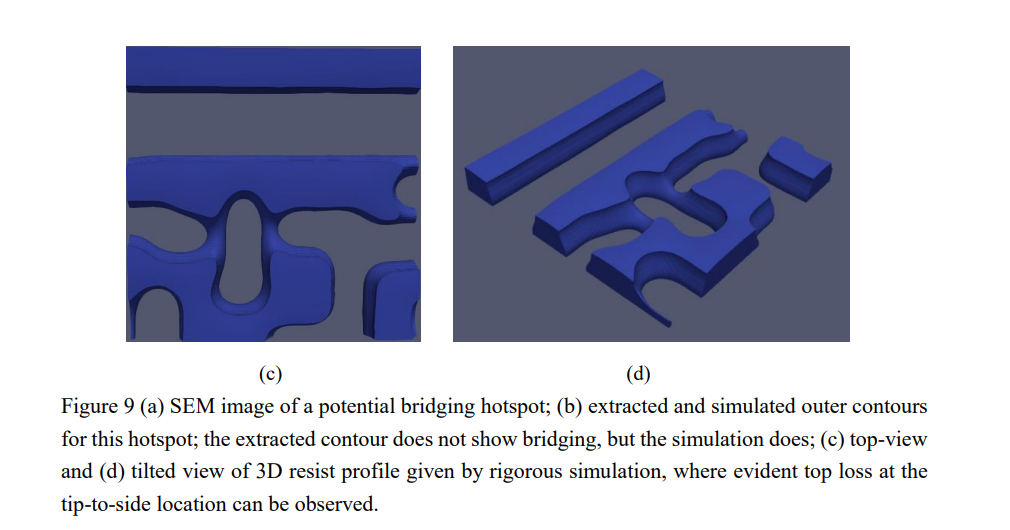 (c)
(d)
Figure 9 (a) SEM image of a potential bridging hotspot; (b) extracted and simulated outer contours
for this hotspot; the extracted contour does not show bridging, but the simulation does; (c) top-view
and (d) tilted view of 3D resist profile given by rigorous simulation, where evident top loss at the
tip-to-side location can be observed.